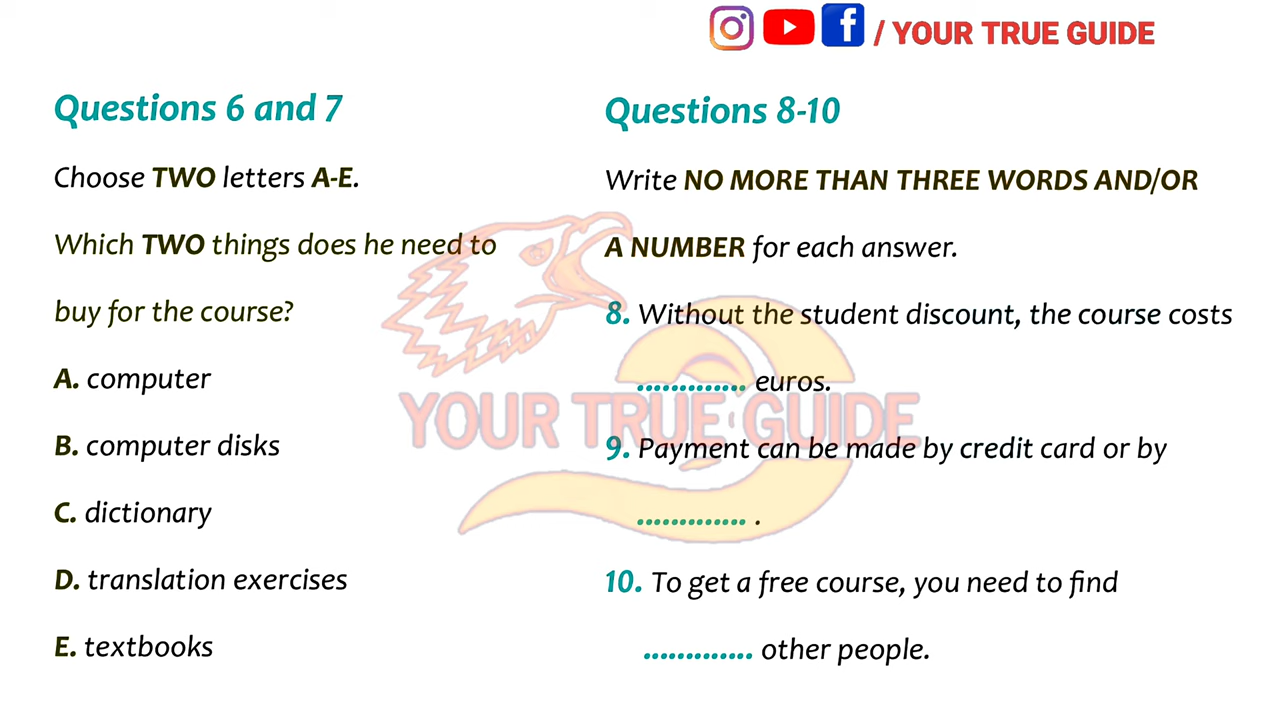 / YOUR TRUE GUIDE
Questions 6 and 7
Choose TWO letters A-E.
Which TWO things does he need to
buy for the course?
A. computer
B. computer disks
C. dictionary
D. translation exercises
E. textbooks
Questions 8-10
Write NO MORE THAN THREE WORDS AND/OR
A NUMBER for each answer.
8. Without the student discount, the course costs
............. euros.
9. Payment can be made by credit card or by
............. .
10. To get a free course, you need to find
............. other people.
YOUR TRUE GUIDE